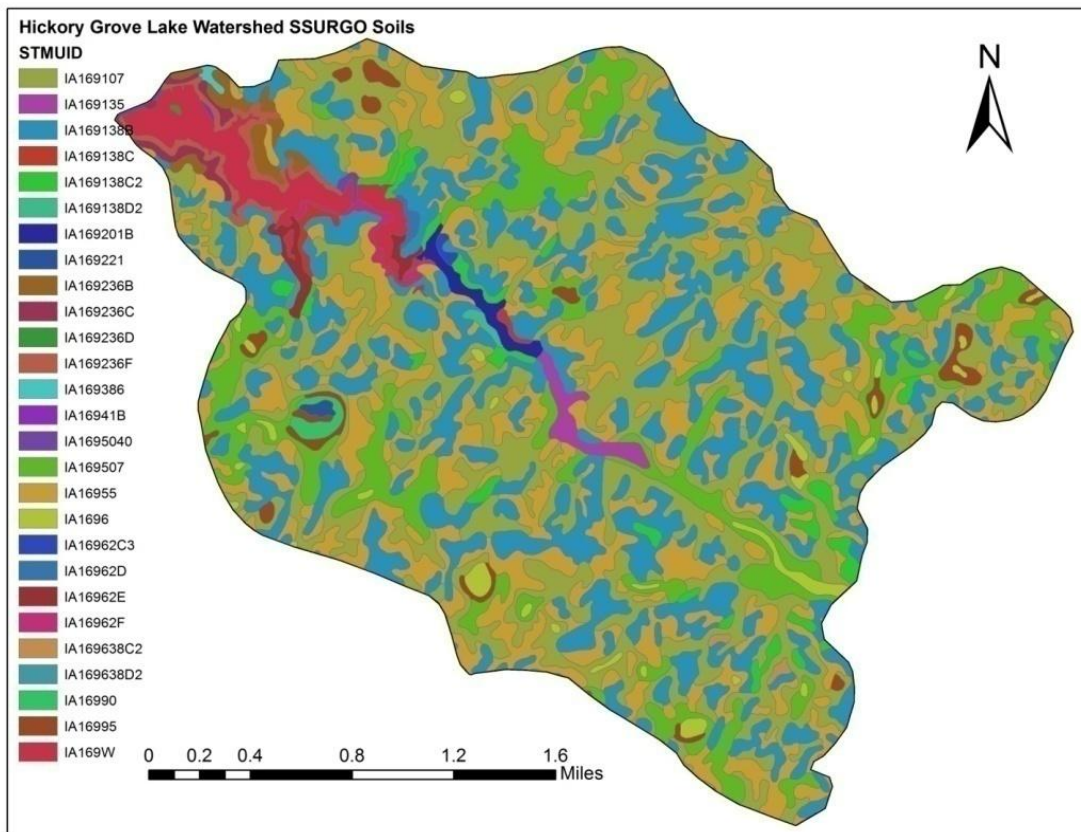 Hickory Grove Lake Watershed SSURGO Soils
STMUID
IA169107
IA169135
IA169138B
IA169138C
IA169138C2
IA169138D2
IA169201B
IA169221
IA169236B
IA169236C
IA169236D
IA169236F
IA169386
IA16941B
IA1695040
IA169507
IA16955
IA1696
IA16962C3
IA16962D
IA16962E
IA16962F
IA169638C2
IA169638D2
IA16990
IA16995
IA169W
N
0 0.2 0.4 0.8 1.2 1.6
Miles